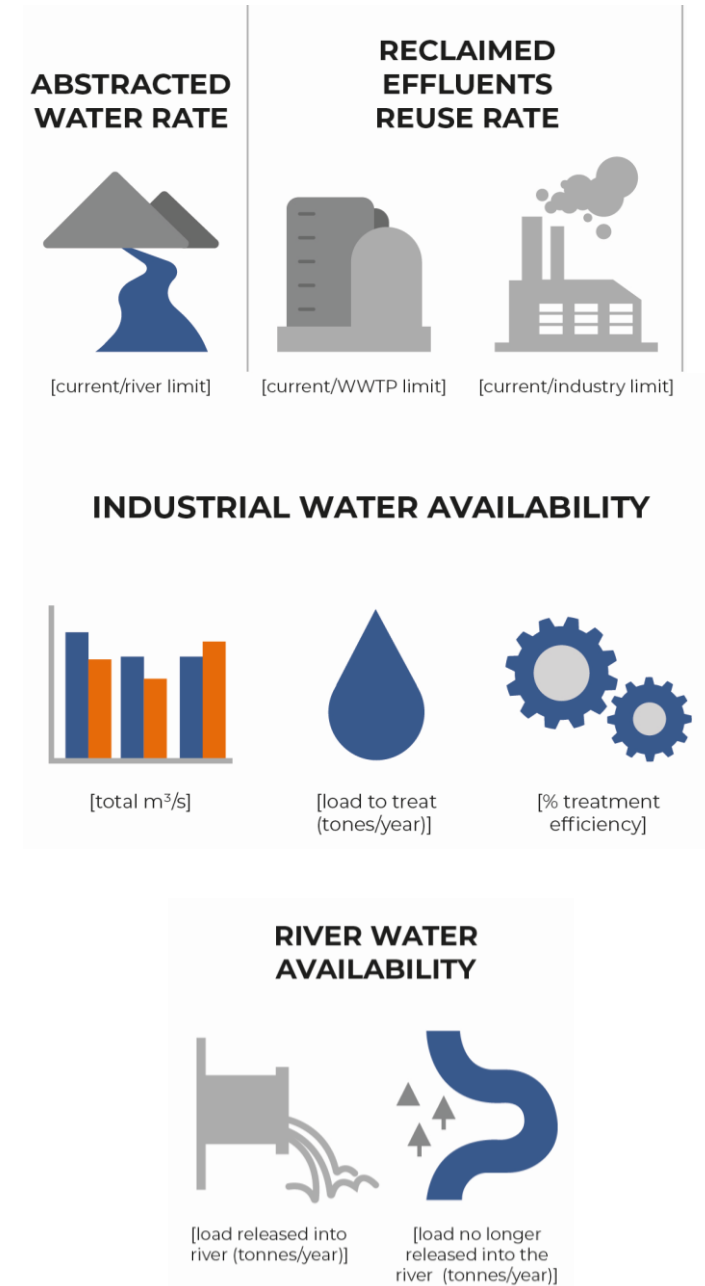 ABSTRACTED
WATER RATE
RECLAIMED
EFFLUENTS
REUSE RATE
[current/river limit]
[current/WWTP limit]
[current/industry limit]
INDUSTRIAL WATER AVAILABILITY
[total m³/s]
[load to treat
(tones/year)]
[% treatment
efficiency]
RIVER WATER
AVAILABILITY
[load released into
river (tonnes/year)]
[load no longer
released into the
river (tonnes/year)]